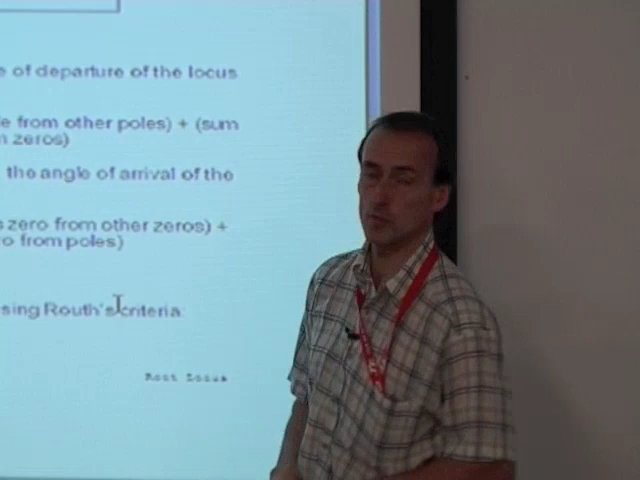 e of departure of the locus
le from other poles) + (sum
n zeros)
the angle of arrival of the
s zero from other zeros) +
o from poles)
sing Routh's criteria
Root Locus